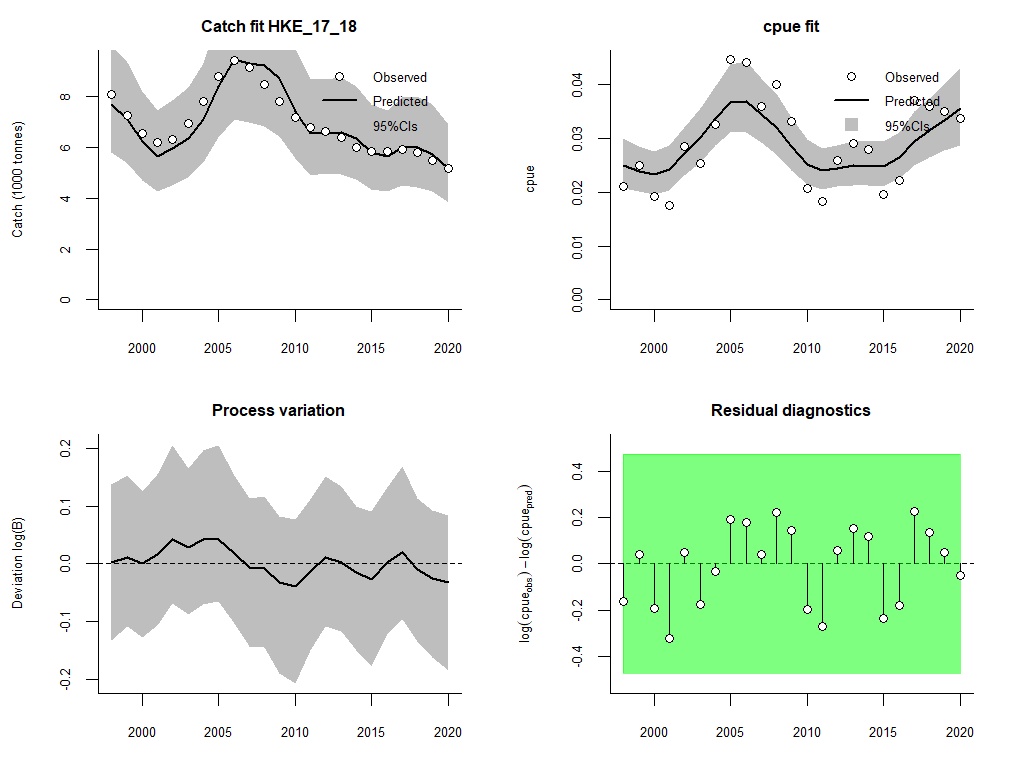 Catch fit HKE_17_18
Catch (1000 tonnes)
8
6
4
2
0
2000 2005 2010 2015 2020
Observed
Predicted
95%CIs
cpue fit
cpue
0.04
0.03
0.02
0.01
0.00
2000 2005 2010 2015 2020
Observed
Predicted
95%CIs
Process variation
Deviation log(B)
0.2
0.1
0.0
-0.1
-0.2
2000 2005 2010 2015 2020
Residual diagnostics
log(cpue_obs) − log(cpue_pred)
0.4
0.2
0.0
-0.2
-0.4
2000 2005 2010 2015 2020